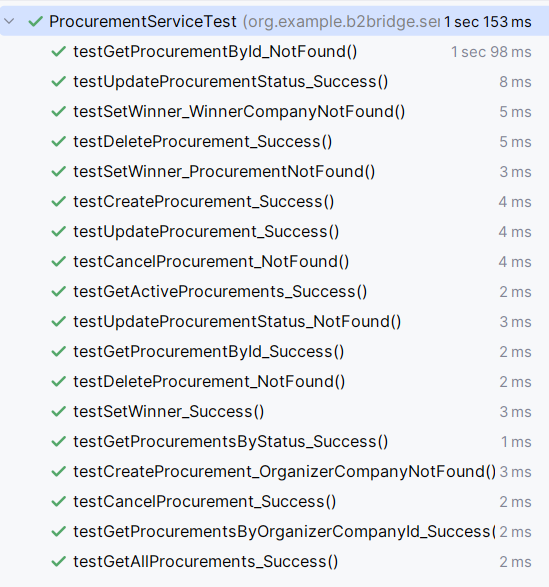 ProcurementServiceTest (org.example.b2bridge.ser 1 sec 153 ms
testGetProcurementById_NotFound() 1 sec 98 ms
testUpdateProcurementStatus_Success() 8 ms
testSetWinner_WinnerCompanyNotFound() 5 ms
testDeleteProcurement_Success() 5 ms
testSetWinner_ProcurementNotFound() 3 ms
testCreateProcurement_Success() 4 ms
testUpdateProcurement_Success() 4 ms
testCancelProcurement_NotFound() 4 ms
testGetActiveProcurements_Success() 2 ms
testUpdateProcurementStatus_NotFound() 3 ms
testGetProcurementById_Success() 2 ms
testDeleteProcurement_NotFound() 2 ms
testSetWinner_Success() 3 ms
testGetProcurementsByStatus_Success() 1 ms
testCreateProcurement_OrganizerCompanyNotFound() 3 ms
testCancelProcurement_Success() 2 ms
testGetProcurementsByOrganizerCompanyId_Success( 2 ms
testGetAllProcurements_Success() 2 ms